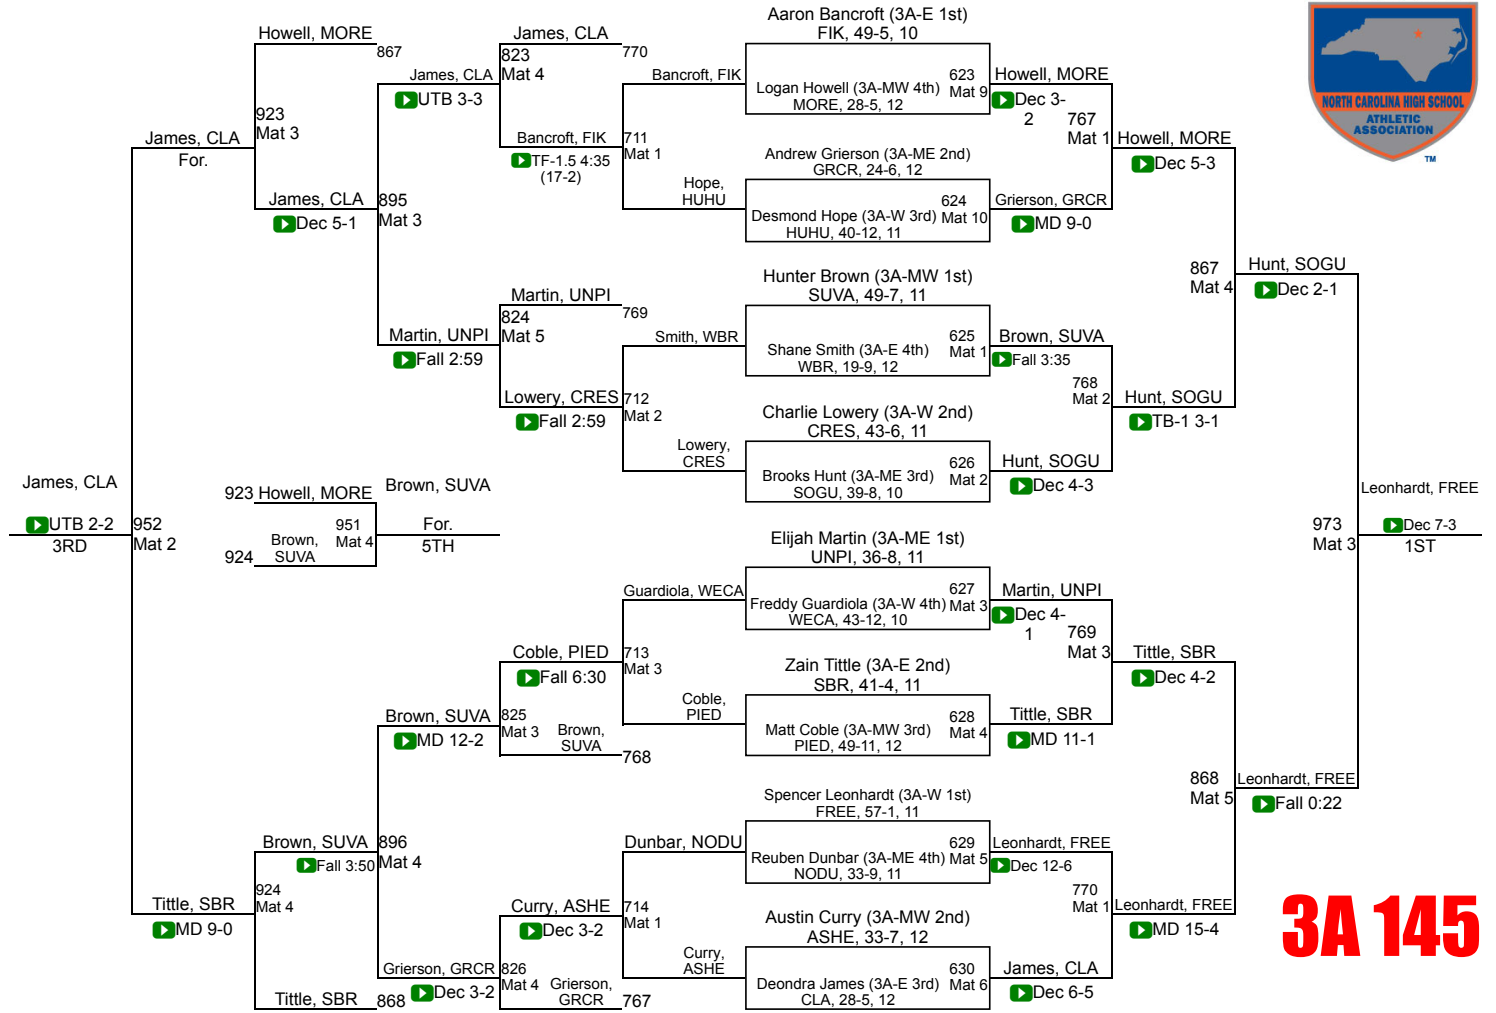 Howell, MORE
867
923
Mat 3
James, CLA
For.
James, CLA
Dec 5-1
James, CLA
UTB 3-3
895
Mat 3
James, CLA
770
823
Mat 4
Bancroft, FIK
TF-1.5 4:35
(17-2)
711
Mat 1
Bancroft, FIK
Hope,
HUHU
Martin, UNPI
769
824
Mat 5
Martin, UNPI
Fall 2:59
Lowery, CRES
Fall 2:59
712
Mat 2
Smith, WBR
Lowery,
CRES
Aaron Bancroft (3A-E 1st)
FIK, 49-5, 10
Logan Howell (3A-MW 4th)
MORE, 28-5, 12
623
Mat 9
Howell, MORE
Dec 3-
2
Andrew Grierson (3A-ME 2nd)
GRCR, 24-6, 12
Desmond Hope (3A-W 3rd)
HUHU, 40-12, 11
624
Mat 10
Grierson, GRCR
MD 9-0
767
Mat 1
Howell, MORE
Dec 5-3
Hunter Brown (3A-MW 1st)
SUVA, 49-7, 11
Shane Smith (3A-E 4th)
WBR, 19-9, 12
625
Mat 1
Brown, SUVA
Fall 3:35
Charlie Lowery (3A-W 2nd)
CRES, 43-6, 11
Brooks Hunt (3A-ME 3rd)
SOGU, 39-8, 10
626
Mat 2
Hunt, SOGU
Dec 4-3
768
Mat 2
Hunt, SOGU
TB-1 3-1
867
Mat 4
Hunt, SOGU
Dec 2-1
NORTH CAROLINA HIGH SCHOOL
ATHLETIC
ASSOCIATION
TM
James, CLA
UTB 2-2
3RD
952
Mat 2
923
Howell, MORE
924
Brown,
SUVA
951
Mat 4
Brown, SUVA
For.
5TH
Leonhardt, FREE
Dec 7-3
1ST
973
Mat 3
Elijah Martin (3A-ME 1st)
UNPI, 36-8, 11
Freddy Guardiola (3A-W 4th)
WECA, 43-12, 10
627
Mat 3
Martin, UNPI
Dec 4-
1
Zain Tittle (3A-E 2nd)
SBR, 41-4, 11
Matt Coble (3A-MW 3rd)
PIED, 49-11, 12
628
Mat 4
Tittle, SBR
MD 11-1
769
Mat 3
Tittle, SBR
Dec 4-2
Guardiola, WECA
Coble,
PIED
713
Mat 3
Coble, PIED
Fall 6:30
825
Mat 3
Brown,
SUVA
768
Brown, SUVA
MD 12-2
Spencer Leonhardt (3A-W 1st)
FREE, 57-1, 11
Reuben Dunbar (3A-ME 4th)
NODU, 33-9, 11
629
Mat 5
Leonhardt, FREE
Dec 12-6
Austin Curry (3A-MW 2nd)
ASHE, 33-7, 12
Deondra James (3A-E 3rd)
CLA, 28-5, 12
630
Mat 6
James, CLA
Dec 6-5
770
Mat 1
Leonhardt, FREE
MD 15-4
868
Mat 5
Leonhardt, FREE
Fall 0:22
Dunbar, NODU
Curry,
ASHE
714
Mat 1
Curry, ASHE
Dec 3-2
826
Mat 4
Grierson,
GRCR
767
Grierson, GRCR
Dec 3-2
896
Mat 4
Brown, SUVA
Fall 3:50
924
Mat 4
Tittle, SBR
MD 9-0
Tittle, SBR
868
3A 145